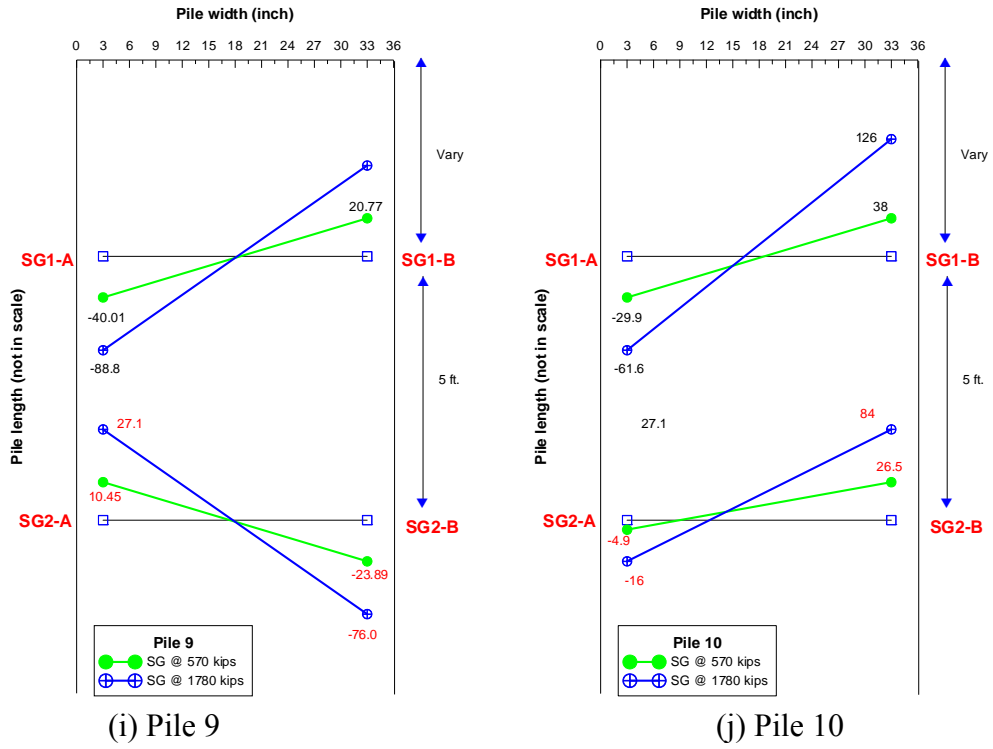 Pile width (inch)
0 3 6 9 12 15 18 21 24 27 30 33 36
Vary
20.77
SG1-A
SG1-B
-40.01
-88.8
5 ft.
Pile length (not in scale)
27.1
10.45
SG2-A
SG2-B
-23.89
-76.0
Pile 9
SG @ 570 kips
SG @ 1780 kips
(i) Pile 9
Pile width (inch)
0 3 6 9 12 15 18 21 24 27 30 33 36
126
Vary
38
SG1-A
SG1-B
-29.9
-61.6
5 ft.
Pile length (not in scale)
27.1
84
26.5
SG2-A
SG2-B
-4.9
-16
Pile 10
SG @ 570 kips
SG @ 1780 kips
(j) Pile 10